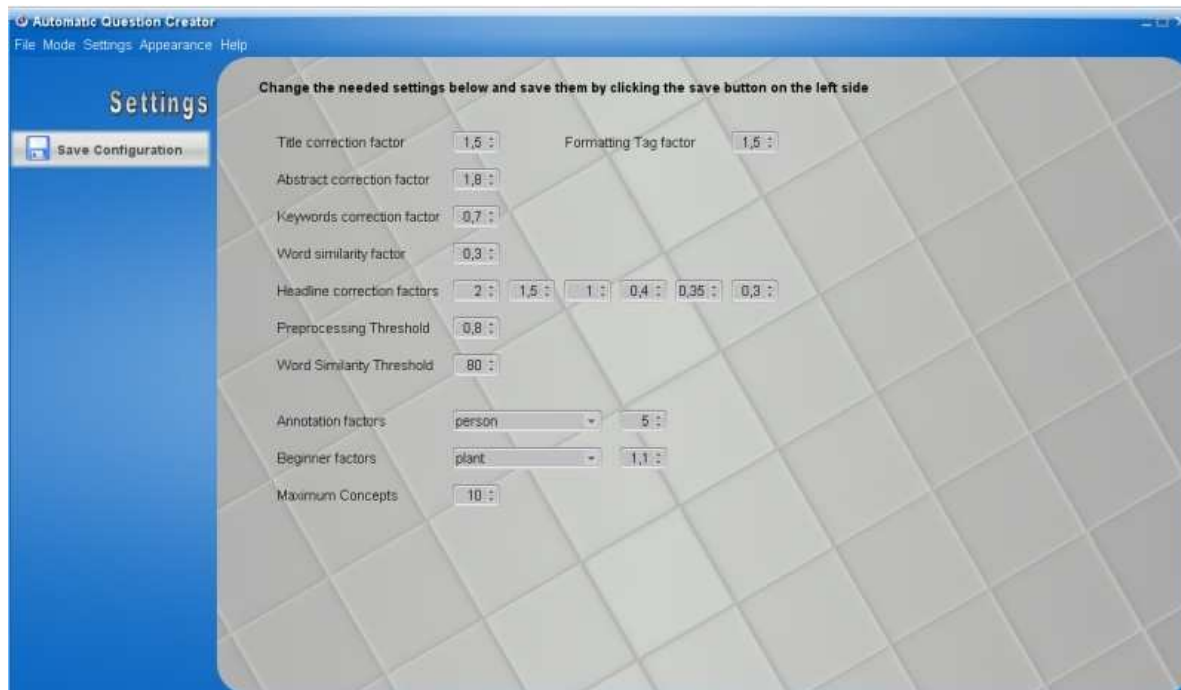 Automatic Question Creator
File Mode Settings Appearance Help
Settings
Save Configuration
Change the needed settings below and save them by clicking the save button on the left side
Title correction factor 1,5 Formatting Tag factor 1,5
Abstract correction factor 1,8
Keywords correction factor 0,7
Word similarity factor 0,3
Headline correction factors 2 1,5 1 0,4 0,35 0,3
Preprocessing Threshold 0,8
Word Similarity Threshold 80
Annotation factors person 5
Beginner factors plant 1,1
Maximum Concepts 10